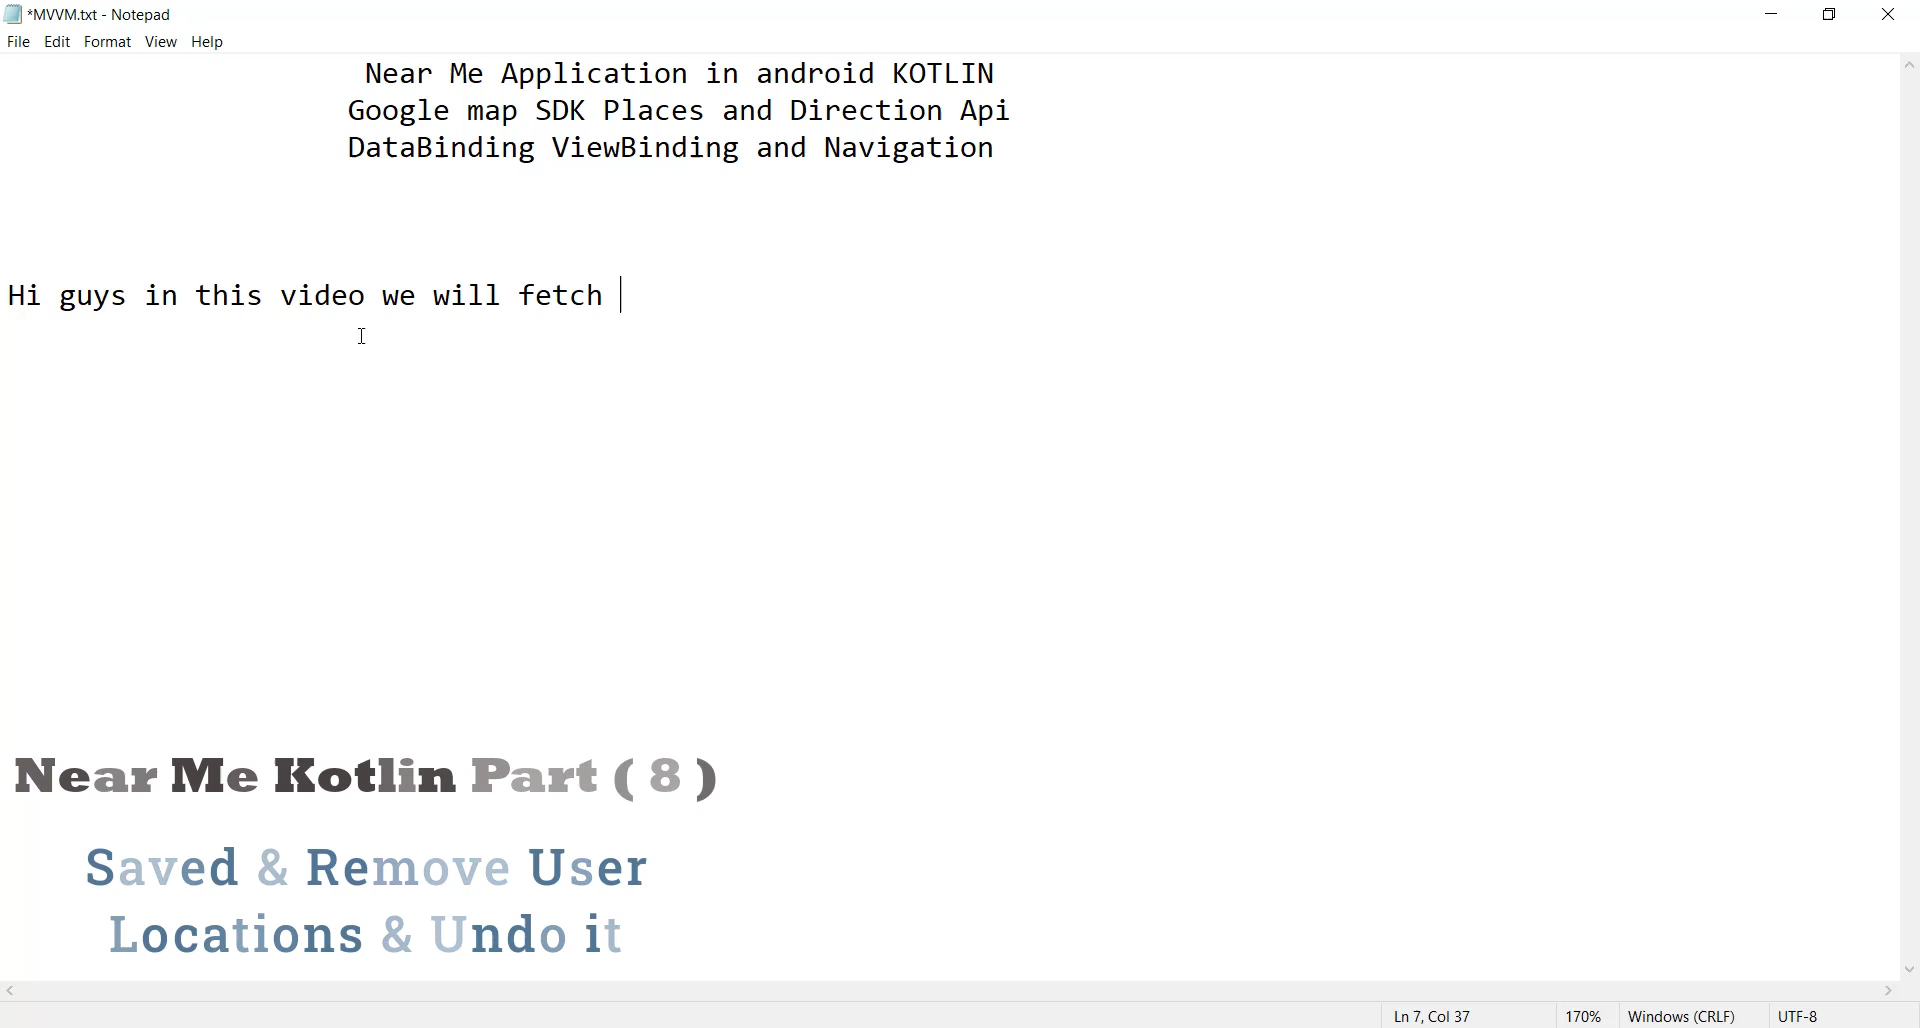 *MVVM.txt - Notepad
File Edit Format View Help
Near Me Application in android KOTLIN
Google map SDK Places and Direction Api
DataBinding ViewBinding and Navigation
Hi guys in this video we will fetch
Near Me Kotlin Part ( 8 )
Saved & Remove User
Locations & Undo it
Ln 7, Col 37 170% Windows (CRLF) UTF-8